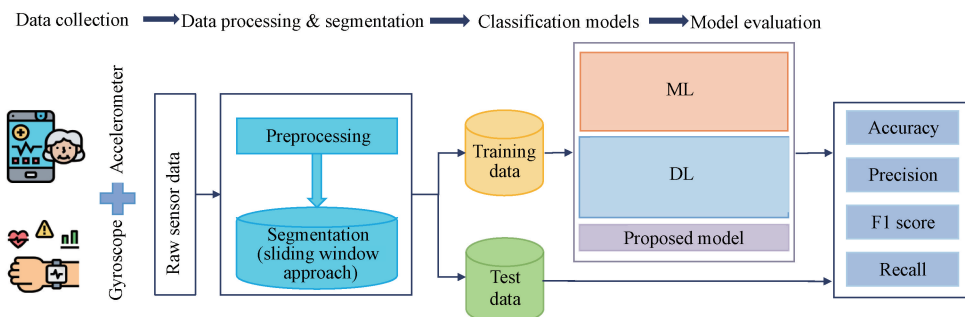 Data collection
Data processing & segmentation
Classification models
Model evaluation
Accelerometer
Gyroscope
Raw sensor data
Preprocessing
Segmentation
(sliding window
approach)
Training
data
Test
data
ML
DL
Proposed model
Accuracy
Precision
F1 score
Recall